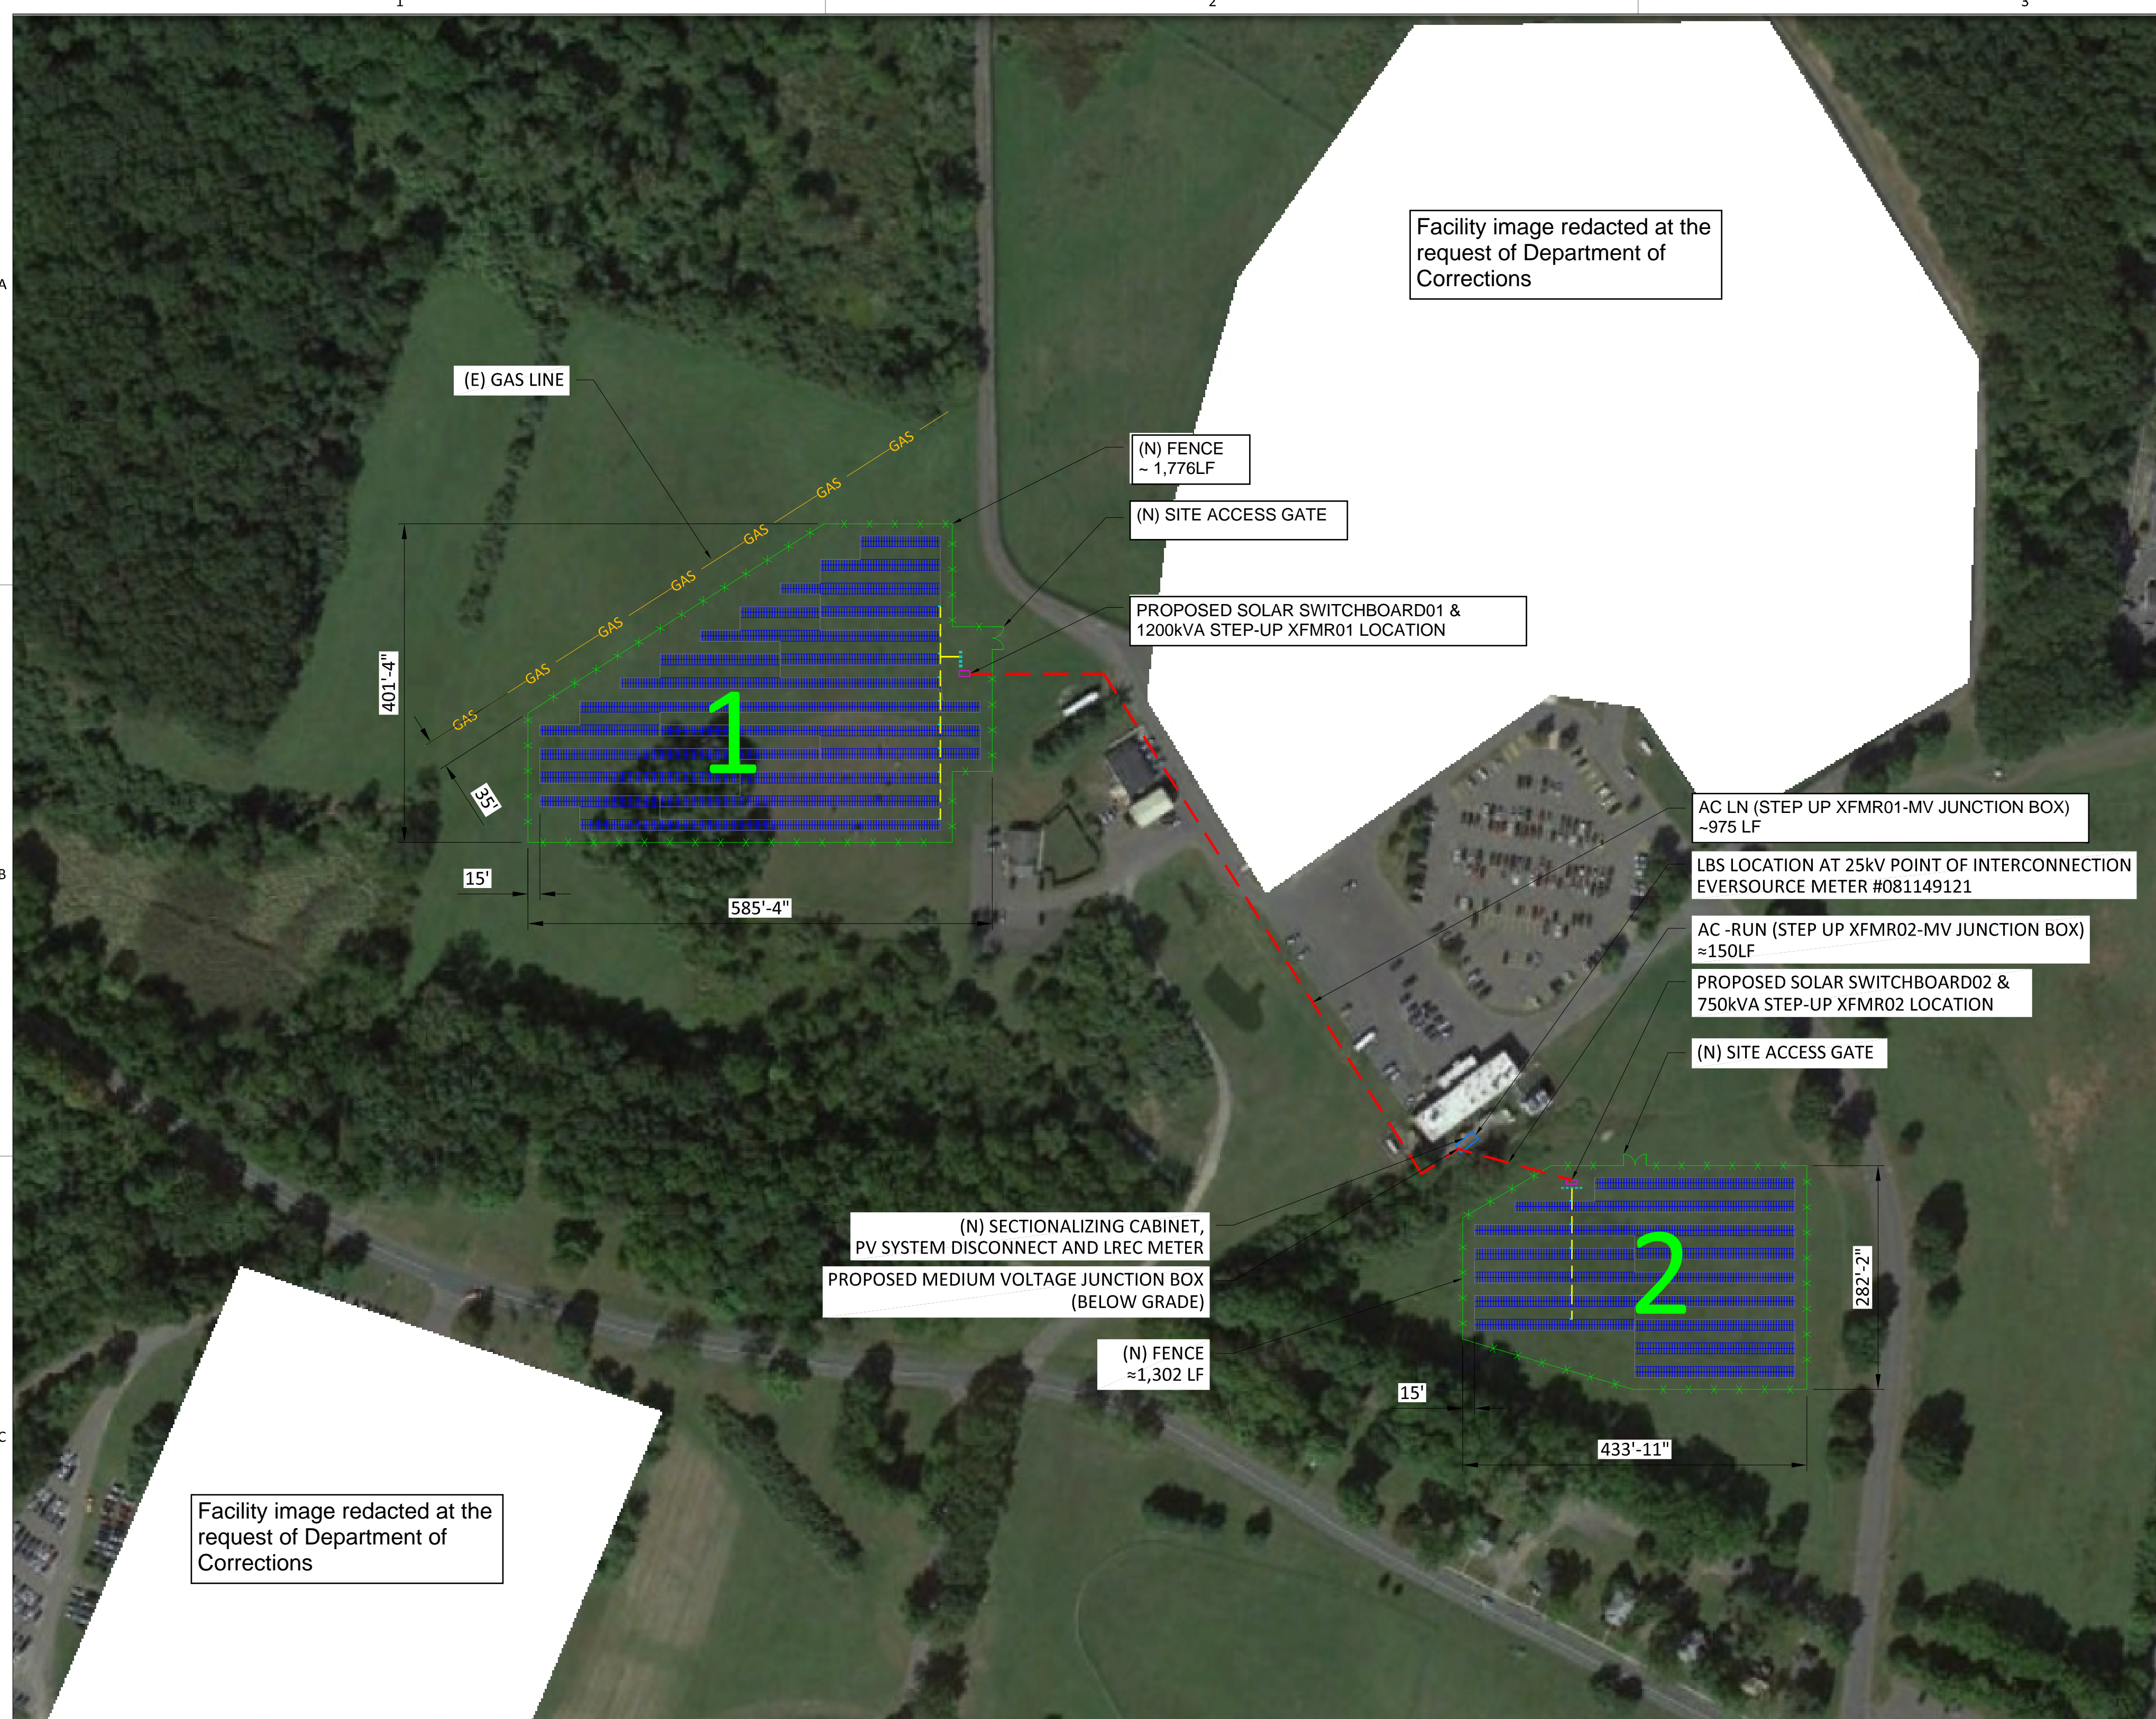 1
2
3
A
Facility image redacted at the
request of Department of
Corrections
(E) GAS LINE
GAS
GAS
GAS
GAS
GAS
GAS
GAS
(N) FENCE
~ 1,776LF
(N) SITE ACCESS GATE
PROPOSED SOLAR SWITCHBOARD01 &
1200kVA STEP-UP XFMR01 LOCATION
401'-4"
1
35'
15'
585'-4"
B
AC LN (STEP UP XFMR01-MV JUNCTION BOX)
~975 LF
LBS LOCATION AT 25kV POINT OF INTERCONNECTION
EVERSOURCE METER #081149121
AC -RUN (STEP UP XFMR02-MV JUNCTION BOX)
≈150LF
PROPOSED SOLAR SWITCHBOARD02 &
750kVA STEP-UP XFMR02 LOCATION
(N) SITE ACCESS GATE
(N) SECTIONALIZING CABINET,
PV SYSTEM DISCONNECT AND LREC METER
PROPOSED MEDIUM VOLTAGE JUNCTION BOX
(BELOW GRADE)
(N) FENCE
≈1,302 LF
2
282'-2"
15'
433'-11"
C
Facility image redacted at the
request of Department of
Corrections